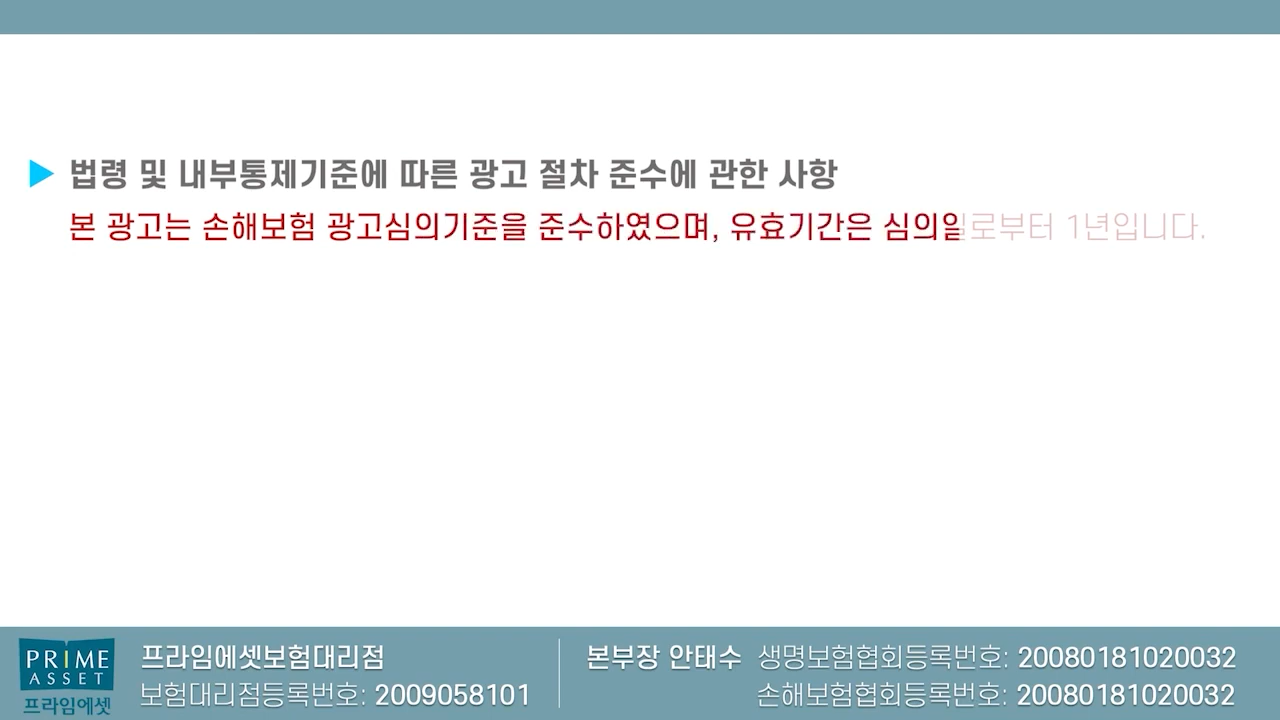 ▶ 법령 및 내부통제기준에 따른 광고 절차 준수에 관한 사항
본 광고는 손해보험 광고심의기준을 준수하였으며, 유효기간은 심의일로부터 1년입니다.
PRIME
ASSET
프라임에셋
프라임에셋보험대리점
보험대리점등록번호: 2009058101
본부장 안태수 생명보험협회등록번호: 20080181020032
손해보험협회등록번호: 20080181020032